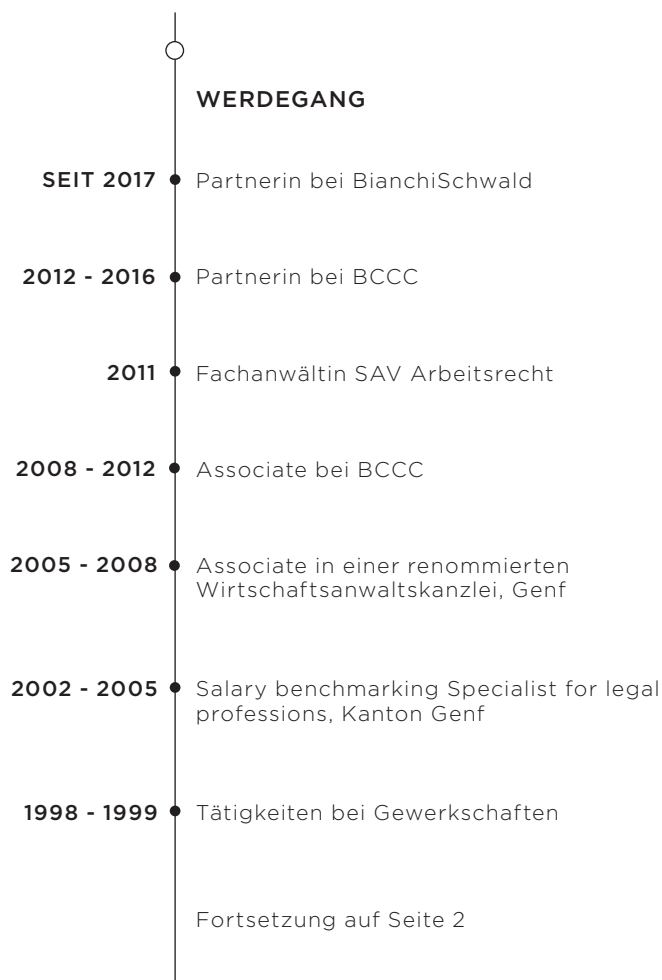 WERDEGANG
SEIT 2017 Partnerin bei BianchiSchwald
2012 - 2016 Partnerin bei BCCC
2011 Fachanwältin SAV Arbeitsrecht
2008 - 2012 Associate bei BCCC
2005 - 2008 Associate in einer renommierten
Wirtschaftsanwaltskanzlei, Genf
2002 - 2005 Salary benchmarking Specialist for legal
professions, Kanton Genf
1998 - 1999 Tätigkeiten bei Gewerkschaften
Fortsetzung auf Seite 2